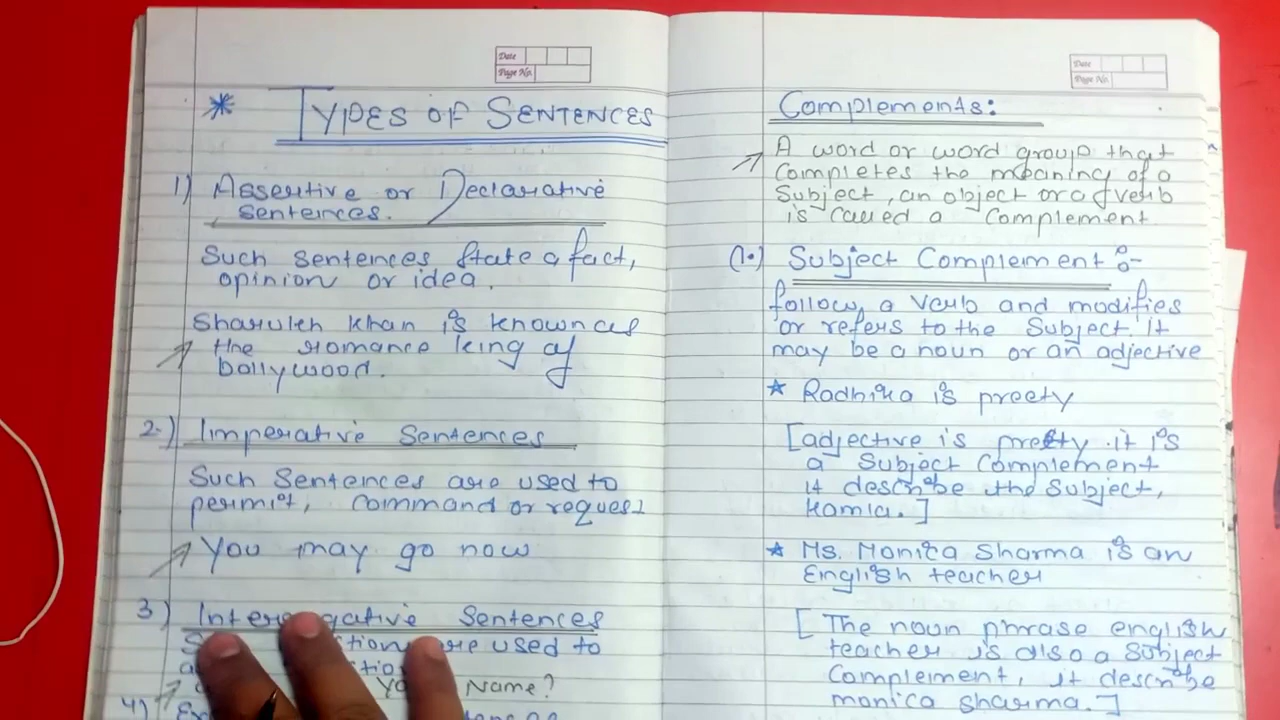 Date
Page No.
* TYPES OF SENTENCES
1) Assertive or Declarative
sentences.
Such sentences state a fact,
opinion or idea.
Sharukh khan is known as
the romance king of
bollywood.
2.) Imperative Sentences
Such Sentences are used to
permit, command or request
You may go now
3) Sentences
are used to
Name?
4)
Date
Page No.
Complements:
A word or word group that
completes the meaning of a
Subject, an object or a verb
is called a Complement
(1.) Subject Complement :-
follow a verb and modifies
or refers to the Subject. it
may be a noun or an adjective
* Radhika is preety
[adjective is pretty. it is
a Subject Complement
it describe the Subject,
Kamla.]
* Ms. Monica Sharma is an
English teacher
[The noun phrase english
teacher is also a Subject
Complement, it describe
monica sharma.]